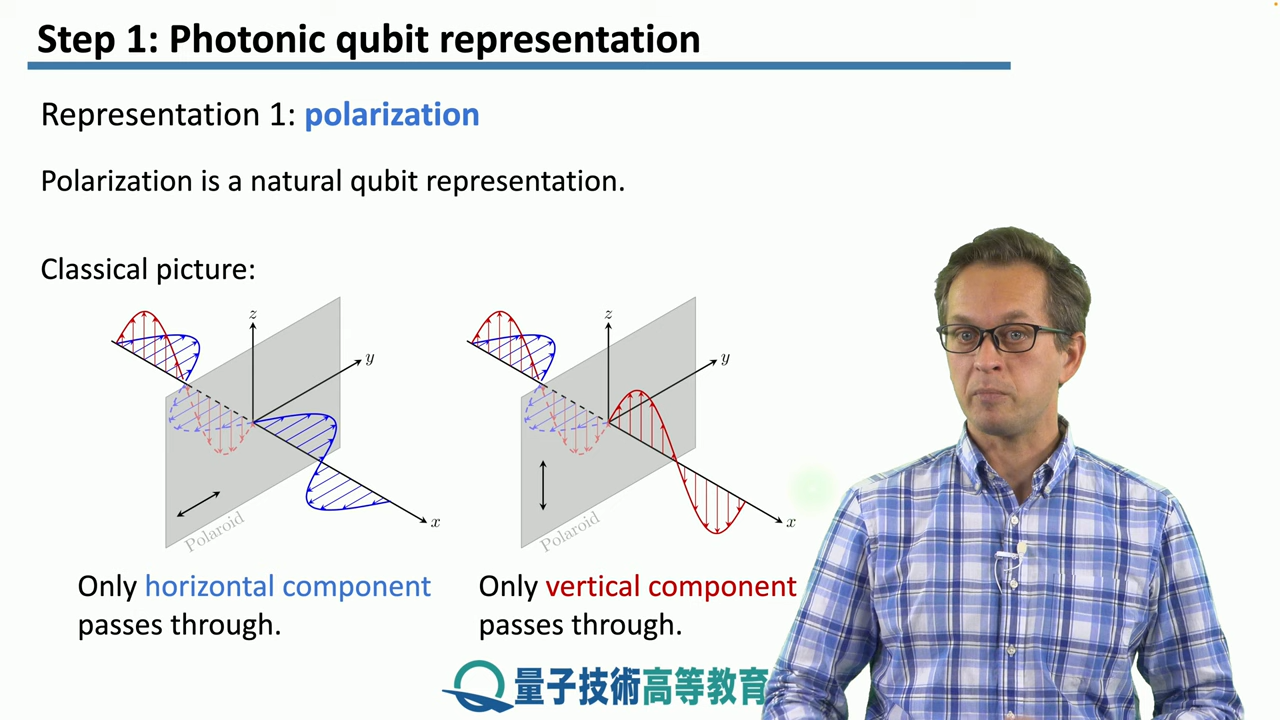 Step 1: Photonic qubit representation
Representation 1: polarization
Polarization is a natural qubit representation.
Classical picture:
z
y
x
Polaroid
z
y
x
Polaroid
Only horizontal component
passes through.
Only vertical component
passes through.
量子技術高等教育